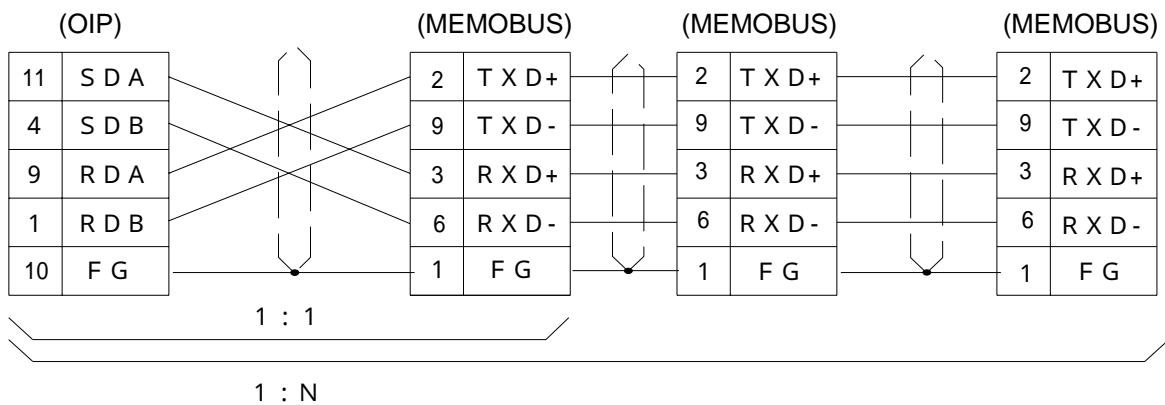 (OIP) (MEMOBUS) (MEMOBUS) (MEMOBUS)
11 SDA 2 TXD+ 2 TXD+ 2 TXD+
4 SDB 9 TXD- 9 TXD- 9 TXD-
9 RDA 3 RXD+ 3 RXD+ 3 RXD+
1 RDB 6 RXD- 6 RXD- 6 RXD-
10 FG 1 FG 1 FG 1 FG
1 : 1
1 : N